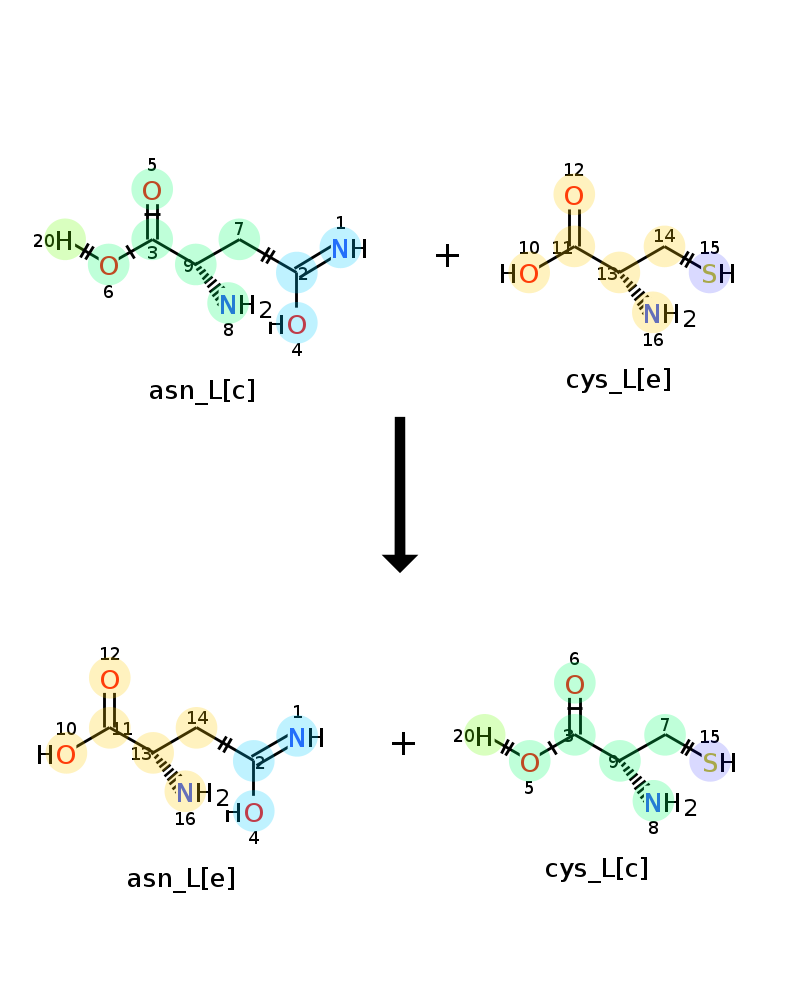 5 12
20H O 7 1 O 14 15
3 NH 10 11
O 9 2 + HO 13 SH
6 NH2 HO NH2
8 4 16
asn_L[c] cys_L[e]
12 6
O 14 1 O 7 15
10 11 NH 20H 3
HO 13 2 + O 9 SH
NH2 HO 5 NH2
16 4 8
asn_L[e] cys_L[c]